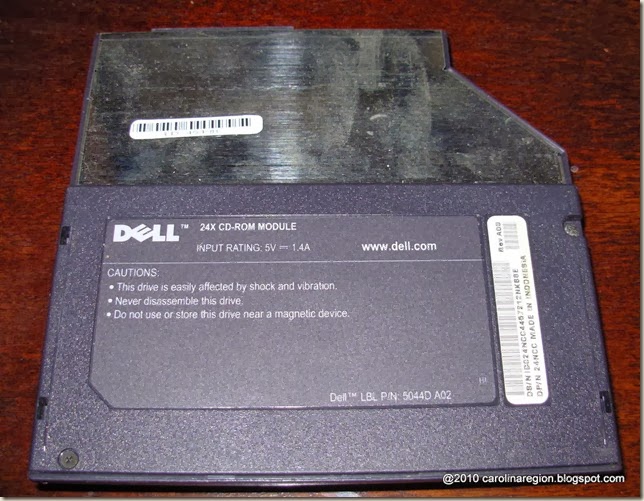 DELL™ 24X CD-ROM MODULE
INPUT RATING: 5V ⎓ 1.4A
www.dell.com
CAUTIONS:
• This drive is easily affected by shock and vibration.
• Never disassemble this drive.
• Do not use or store this drive near a magnetic device.
Dell™ LBL P/N: 5044D A02
Rev A02
DP/N 24NCC MADE IN INDONESIA
@2010 carolinaregion.blogspot.com